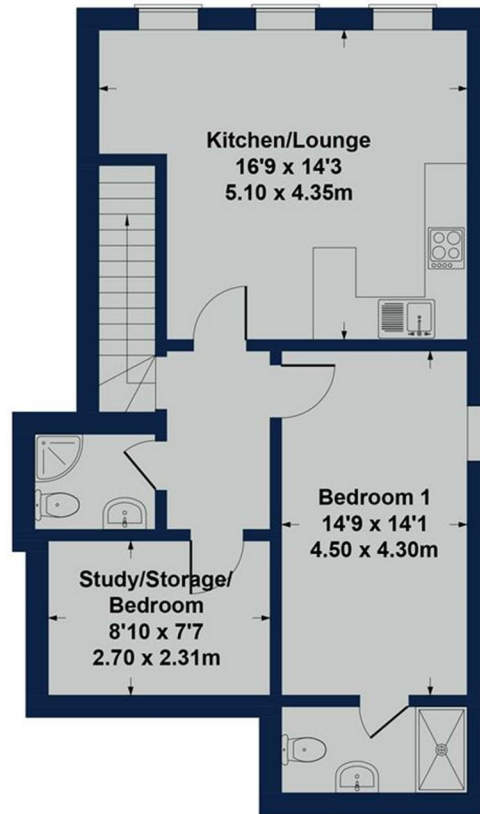 Kitchen/Lounge
16'9 x 14'3
5.10 x 4.35m
Bedroom 1
14'9 x 14'1
4.50 x 4.30m
Study/Storage/
Bedroom
8'10 x 7'7
2.70 x 2.31m